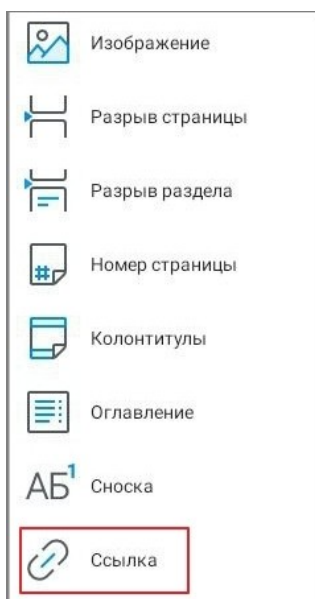 Изображение
Разрыв страницы
Разрыв раздела
# Номер страницы
Колонтитулы
Оглавление
АБ¹ Сноска
Ссылка